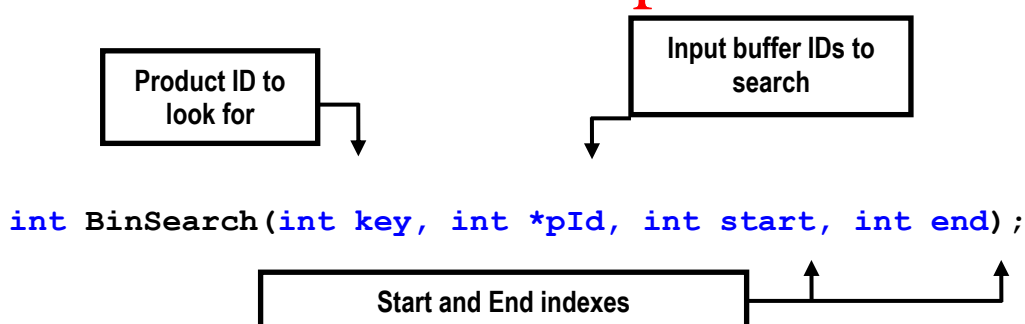 Product ID to
look for
Input buffer IDs to
search
int BinSearch(int key, int *pId, int start, int end);
Start and End indexes